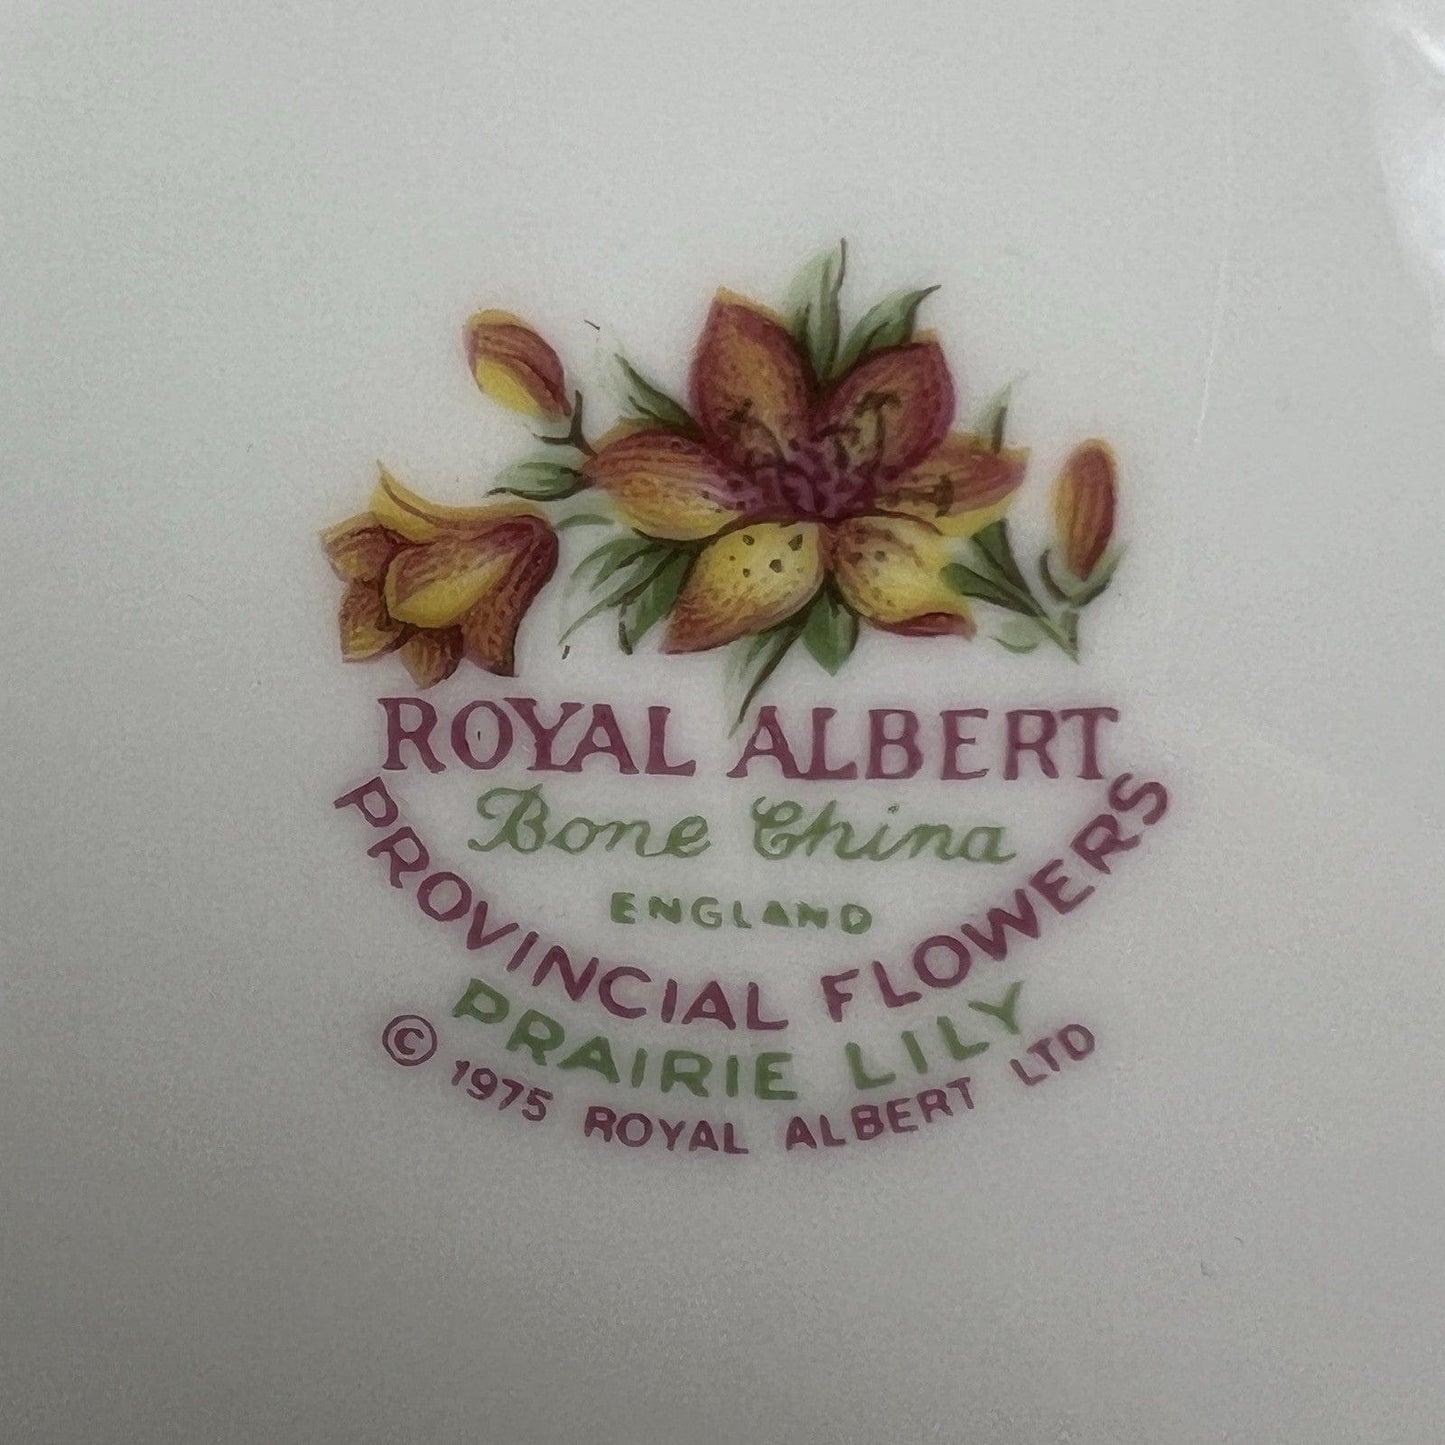 ROYAL ALBERT
Bone China
ENGLAND
PROVINCIAL FLOWERS
PRAIRIE LILY
© 1975 ROYAL ALBERT LTD